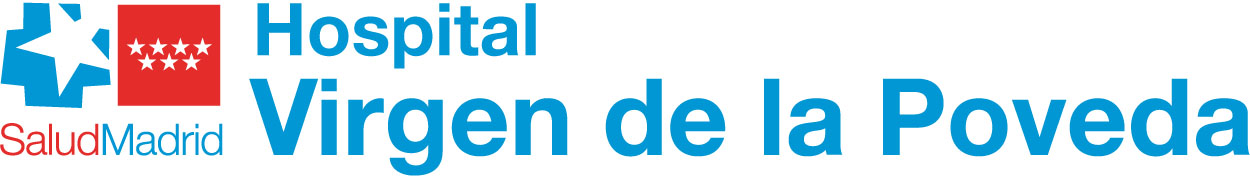 SaludMadrid
Hospital
Virgen de la Poveda